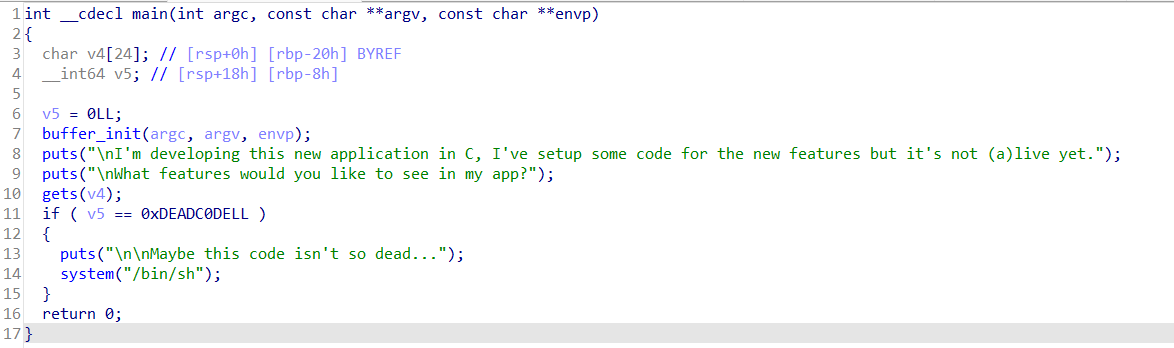 1 int __cdecl main(int argc, const char **argv, const char **envp)
2 {
3   char v4[24]; // [rsp+0h] [rbp-20h] BYREF
4   __int64 v5; // [rsp+18h] [rbp-8h]
5
6   v5 = 0LL;
7   buffer_init(argc, argv, envp);
8   puts("\nI'm developing this new application in C, I've setup some code for the new features but it's not (a)live yet.");
9   puts("\nWhat features would you like to see in my app?");
10   gets(v4);
11   if ( v5 == 0xDEADC0DELL )
12   {
13     puts("\n\nMaybe this code isn't so dead...");
14     system("/bin/sh");
15   }
16   return 0;
17 }